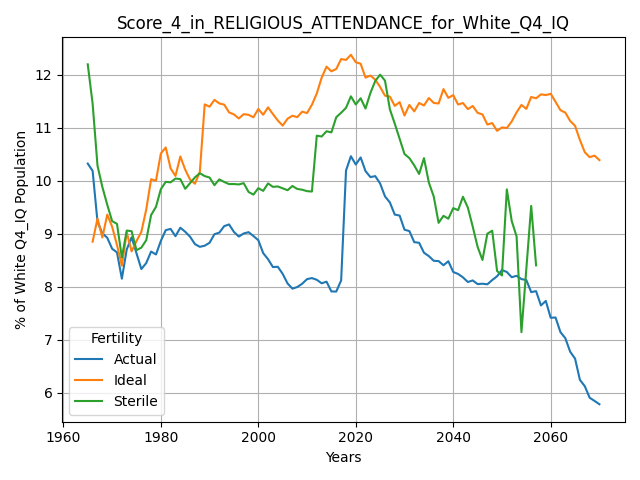 Score_4_in_RELIGIOUS_ATTENDANCE_for_White_Q4_IQ
% of White Q4_IQ Population
12
11
10
9
8
7
6
Fertility
Actual
Ideal
Sterile
1960
1980
2000
2020
2040
2060
Years